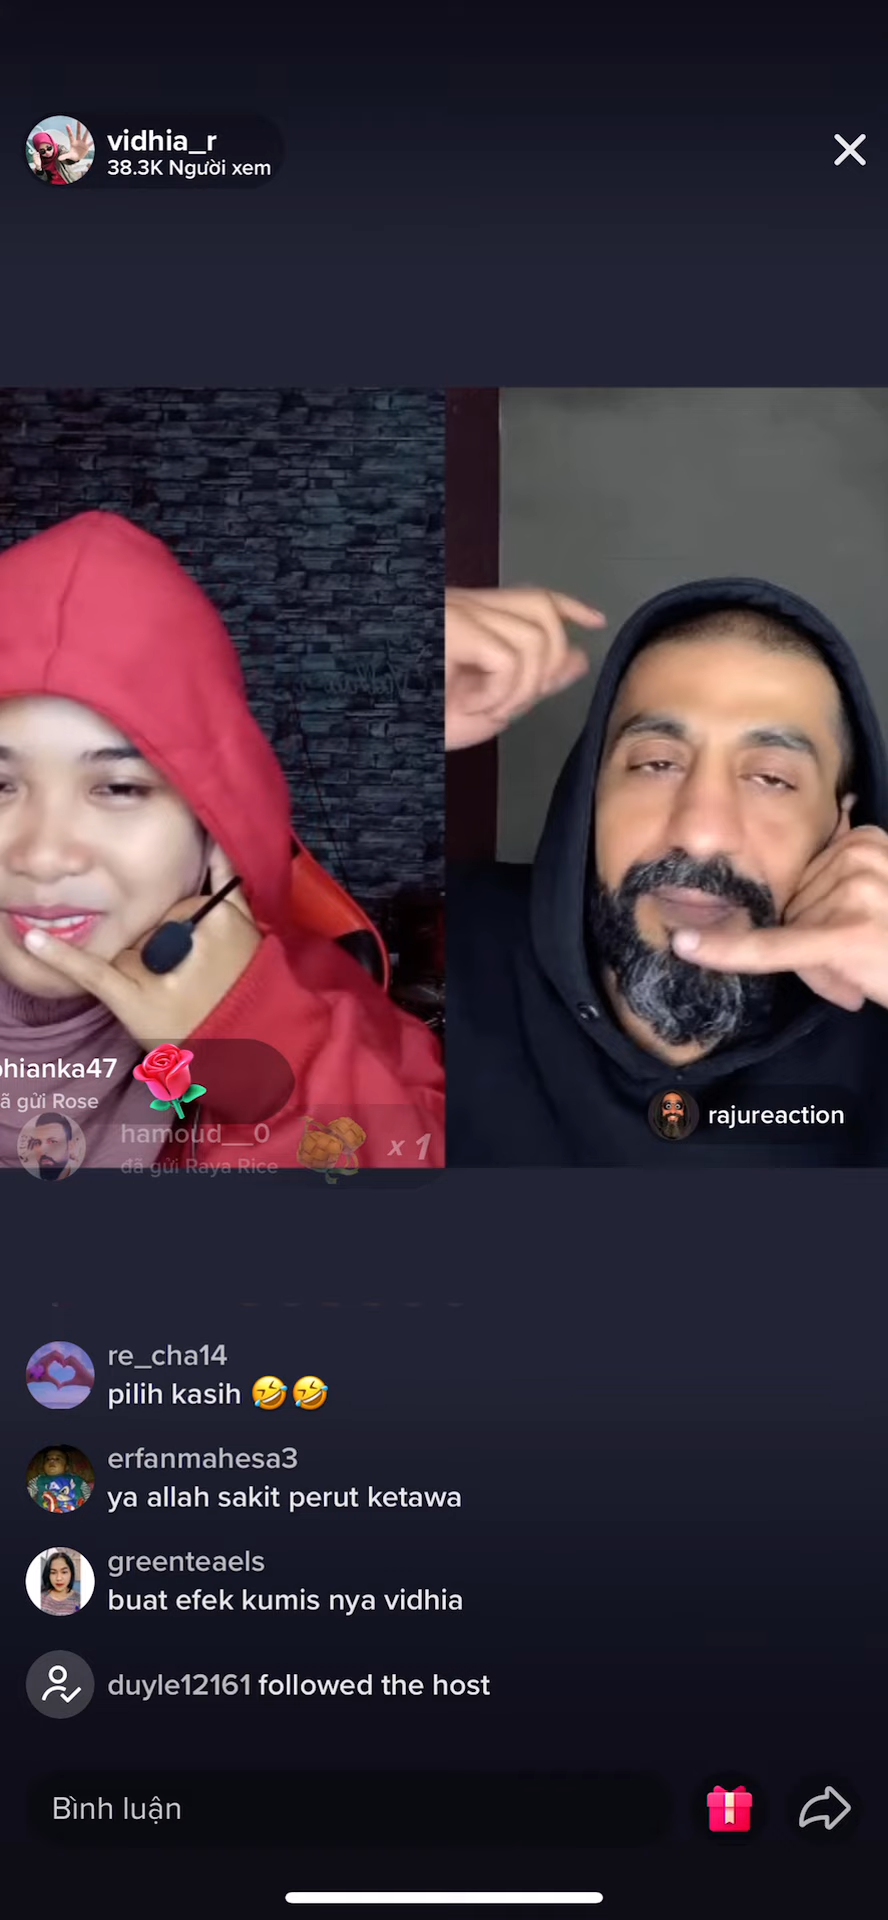 vidhia_r
38.3K Người xem
phianka47
ã gửi Rose
hamoud__0
đã gửi Raya Rice
x 1
rajureaction
re_cha14
pilih kasih 🤣🤣
erfanmahesa3
ya allah sakit perut ketawa
greenteaels
buat efek kumis nya vidhia
duyle12161 followed the host
Bình luận